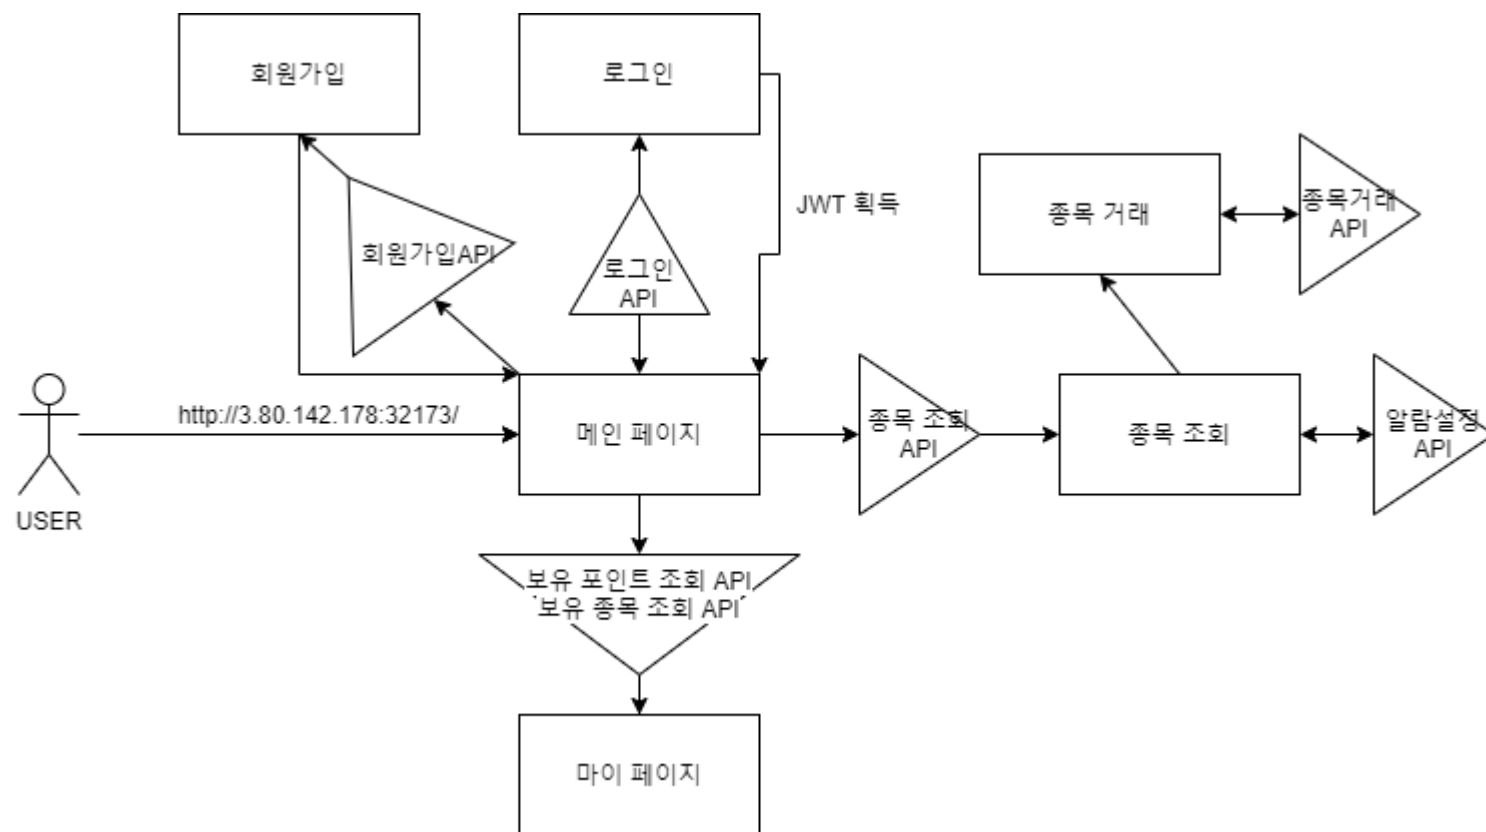 회원가입
로그인
JWT 획득
종목 거래
종목거래
API
회원가입API
로그인
API
http://3.80.142.178:32173/
메인 페이지
종목 조회
API
종목 조회
알람설정
API
USER
보유 포인트 조회 API
보유 종목 조회 API
마이 페이지